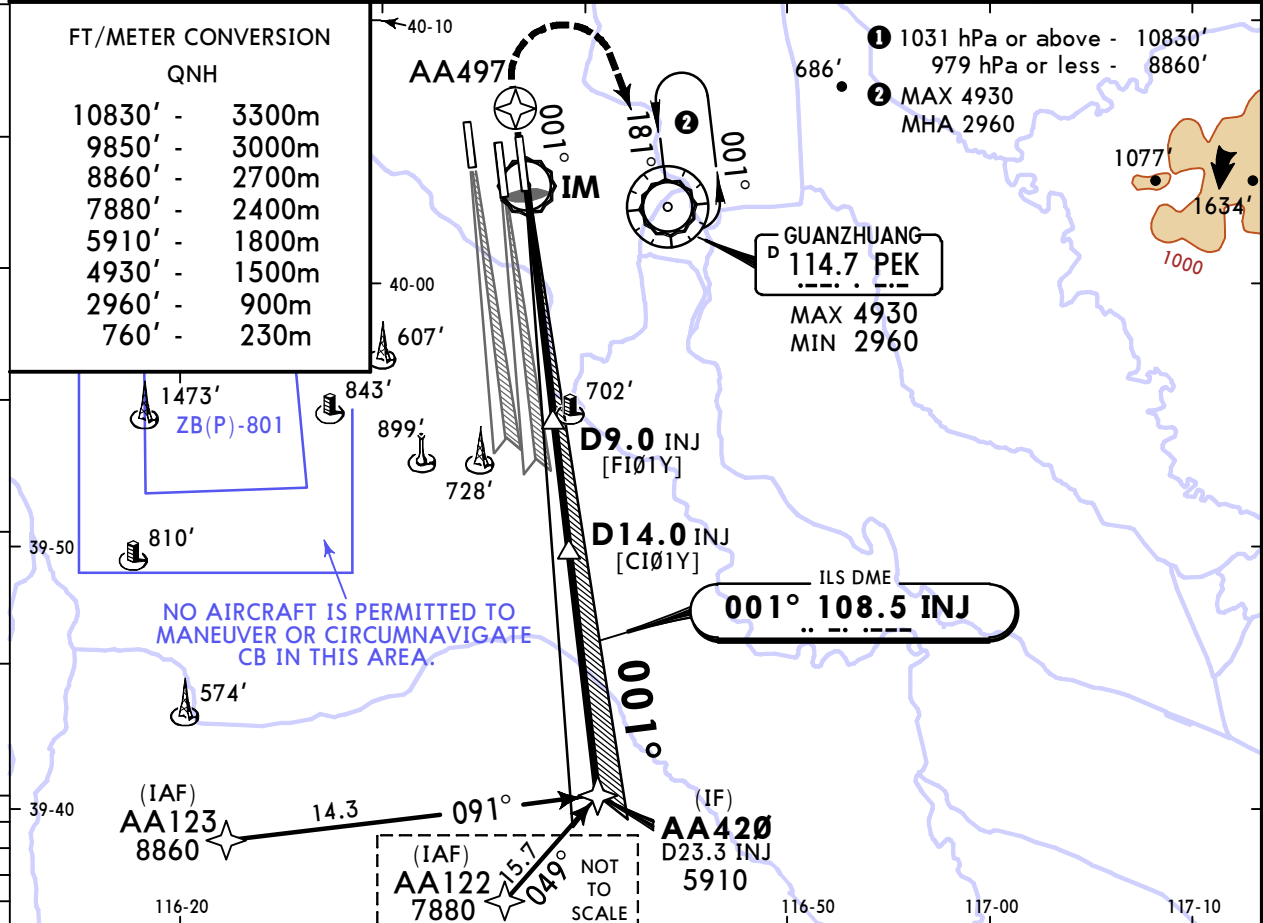 FT/METER CONVERSION
QNH
10830' - 3300m
9850' - 3000m
8860' - 2700m
7880' - 2400m
5910' - 1800m
4930' - 1500m
2960' - 900m
760' - 230m
40-10
AA497
001°
181°
2
001°
IM
686'
1 1031 hPa or above - 10830'
979 hPa or less - 8860'
2 MAX 4930
MHA 2960
1077'
1634'
1000
GUANZHUANG
D 114.7 PEK
MAX 4930
MIN 2960
40-00
607'
1473'
843'
ZB(P)-801
899'
728'
702'
D9.0 INJ
[FIØ1Y]
39-50
810'
D14.0 INJ
[CIØ1Y]
ILS DME
001° 108.5 INJ
NO AIRCRAFT IS PERMITTED TO
MANEUVER OR CIRCUMNAVIGATE
CB IN THIS AREA.
574'
001°
39-40
(IAF)
AA123
8860
14.3
091°
(IF)
AA42Ø
D23.3 INJ
5910
(IAF)
AA122
7880
15.7
049°
NOT
TO
SCALE
116-20
116-50
117-00
117-10